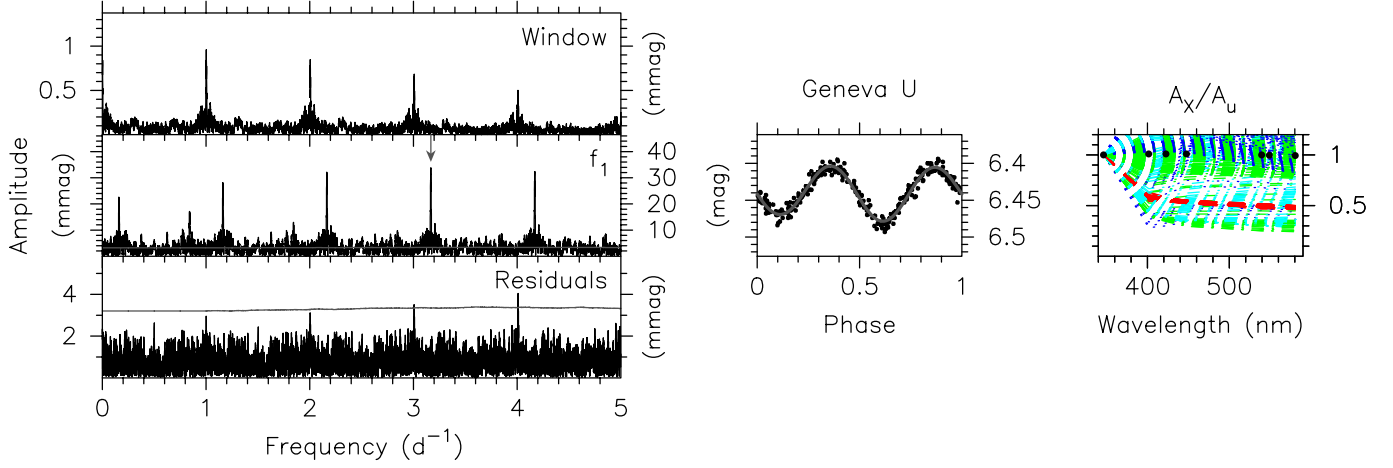 Window
1
0.5
(mmag)
f₁
40
30
20
10
Amplitude
(mmag)
Residuals
4
2
(mmag)
0 1 2 3 4 5
Frequency (d⁻¹)
Geneva U
(mag)
6.4
6.45
6.5
0 0.5 1
Phase
Aₓ/Aᵤ
1
0.5
400 500
Wavelength (nm)